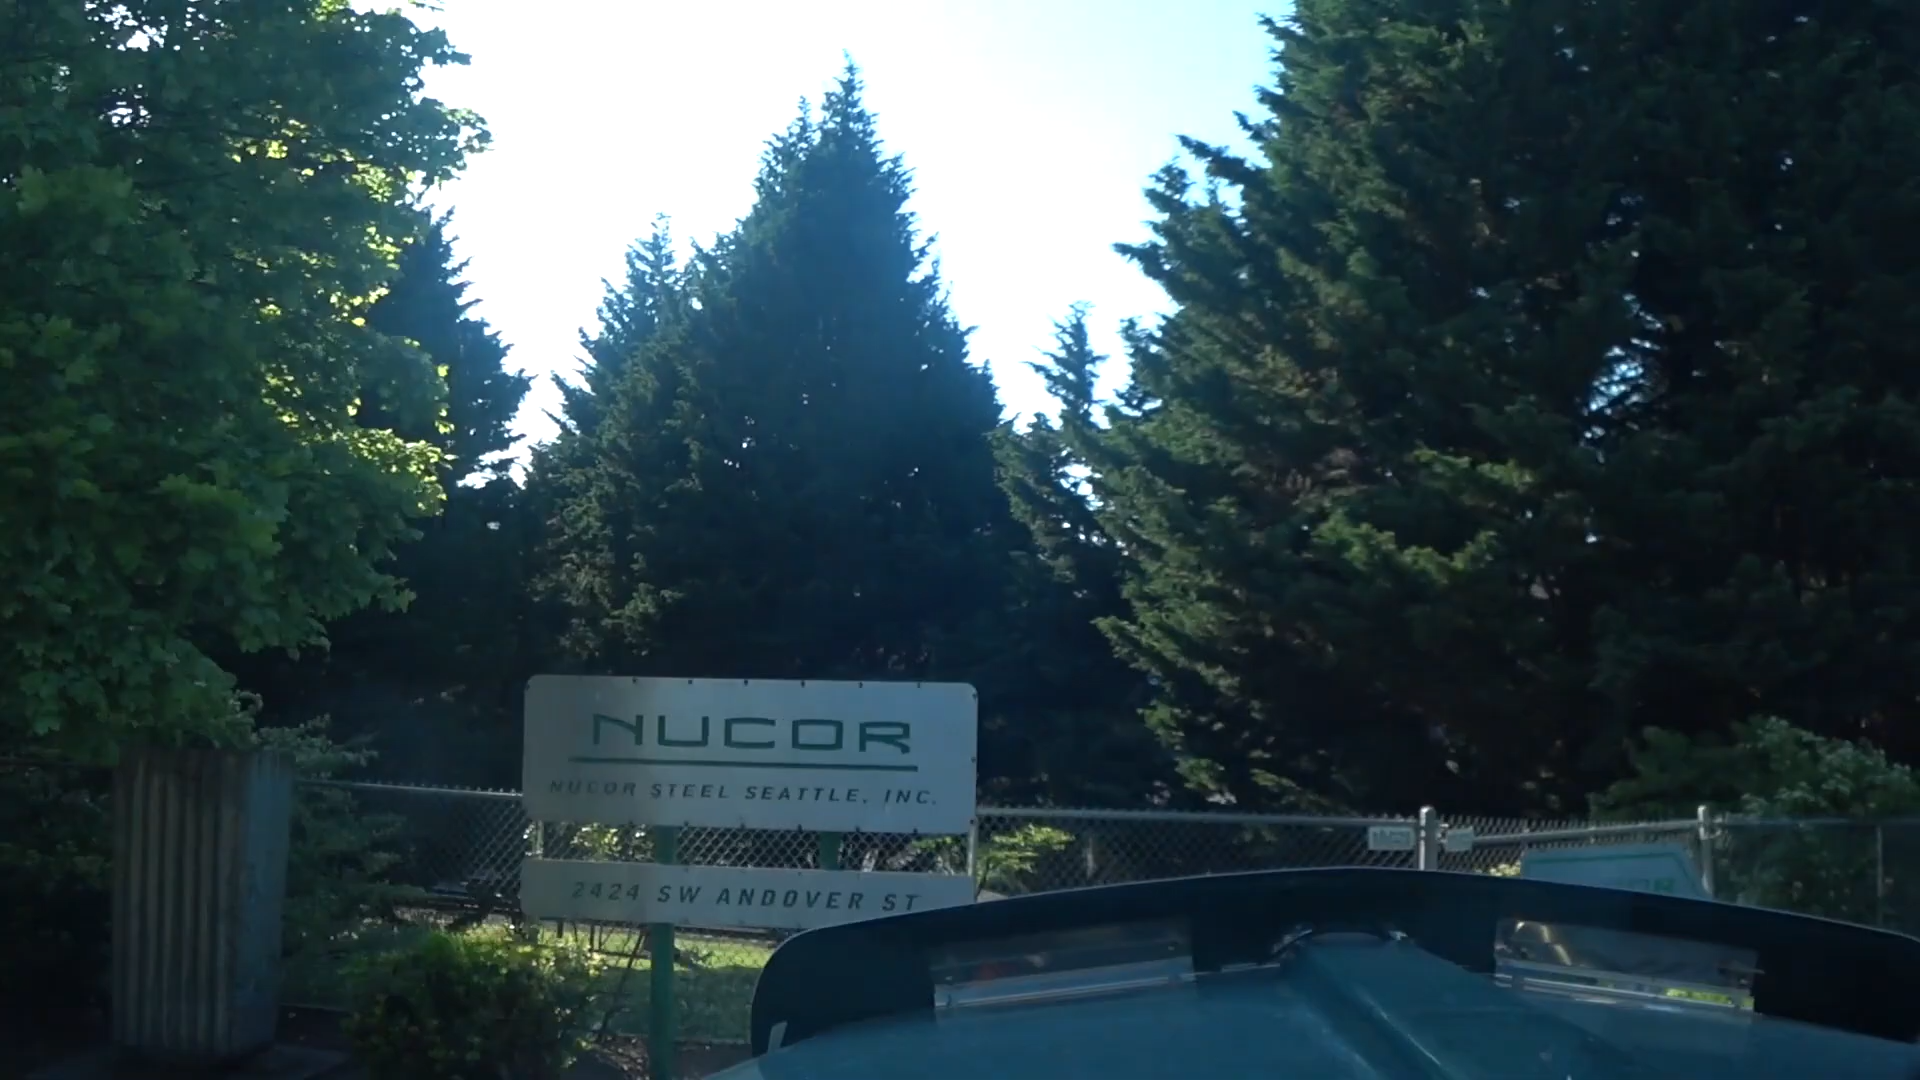 NUCOR
NUCOR STEEL SEATTLE, INC.
2424 SW ANDOVER ST